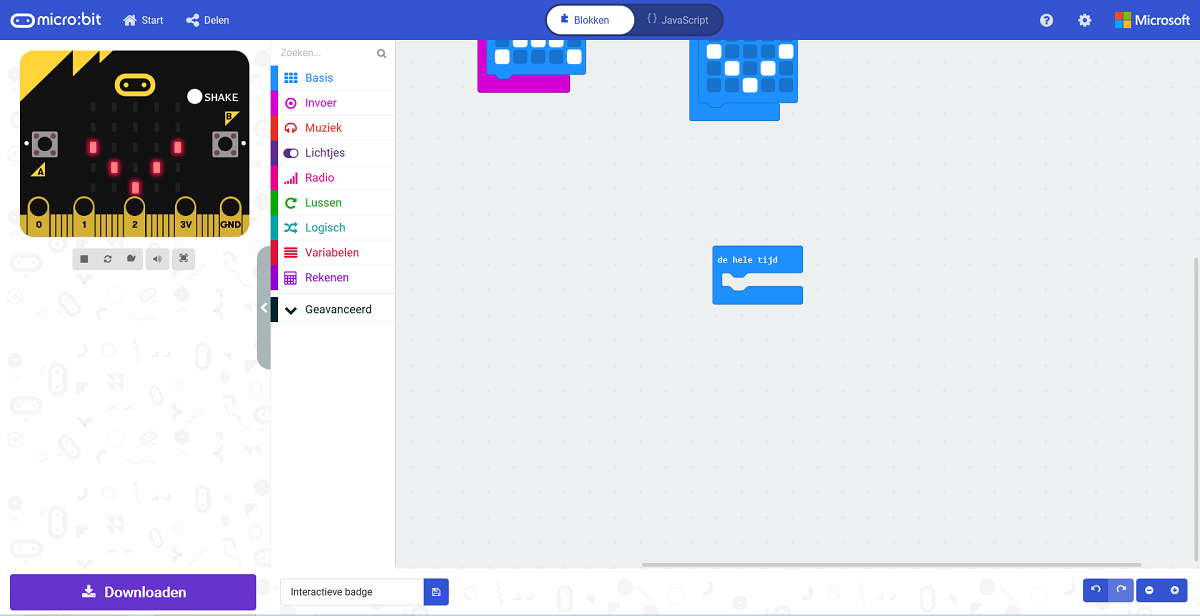 micro:bit
Start
Delen
Blokken
{ } JavaScript
Microsoft
SHAKE
B
A
0 1 2 3V GND
Zoeken...
Basis
Invoer
Muziek
Lichtjes
Radio
Lussen
Logisch
Variabelen
Rekenen
Geavanceerd
de hele tijd
Downloaden
Interactieve badge